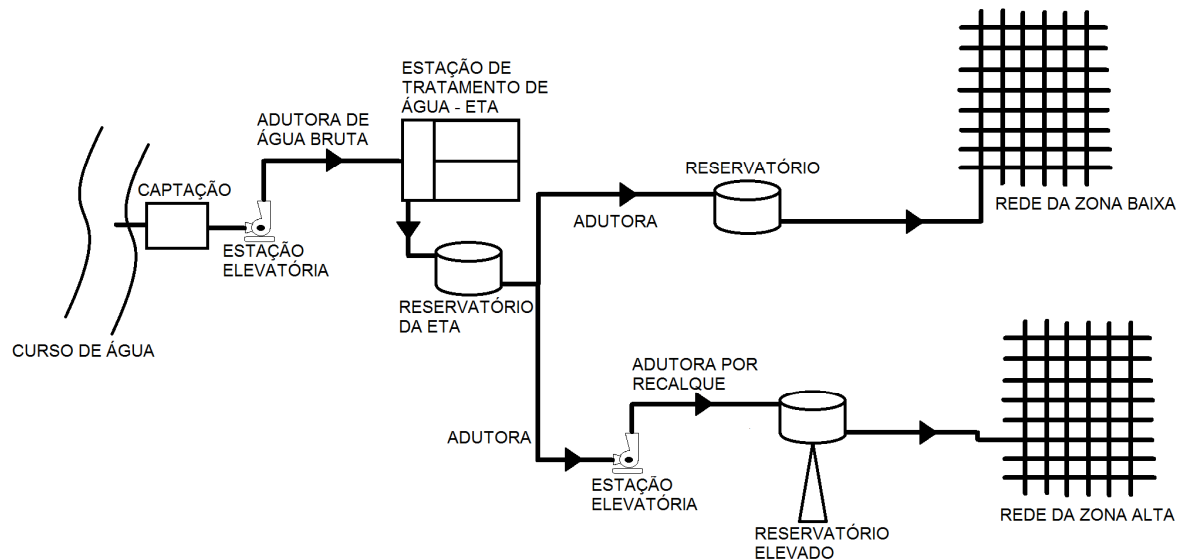 ESTAÇÃO DE
TRATAMENTO DE
ÁGUA - ETA
ADUTORA DE
ÁGUA BRUTA
CAPTAÇÃO
ESTAÇÃO
ELEVATÓRIA
CURSO DE ÁGUA
RESERVATÓRIO
DA ETA
ADUTORA
RESERVATÓRIO
REDE DA ZONA BAIXA
ADUTORA
ESTAÇÃO
ELEVATÓRIA
ADUTORA POR
RECALQUE
RESERVATÓRIO
ELEVADO
REDE DA ZONA ALTA